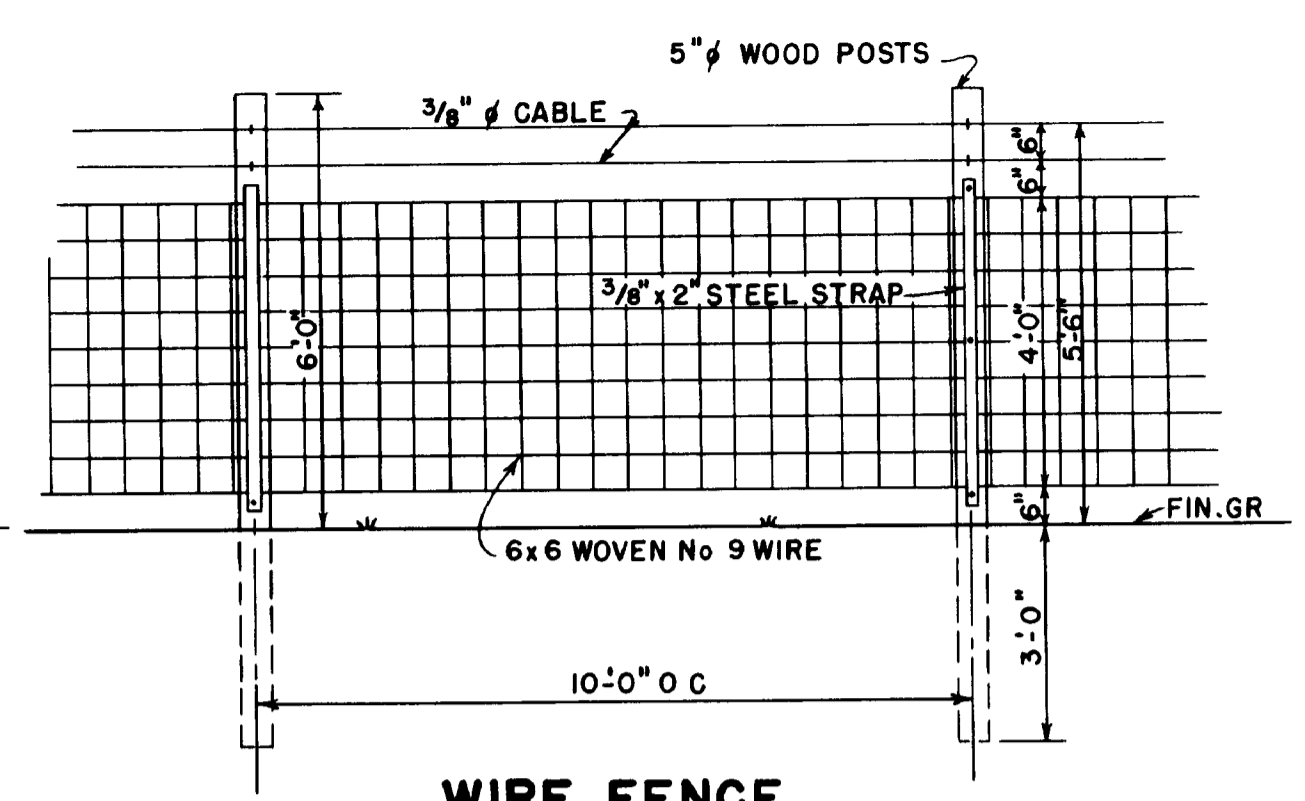 5"ø WOOD POSTS
3/8" ø CABLE
6"
6"
3/8" x 2" STEEL STRAP
6'-0"
4'-0"
5'-6"
6"
FIN. GR
6x6 WOVEN No 9 WIRE
3'-0"
10'-0" O C
WIRE FENCE